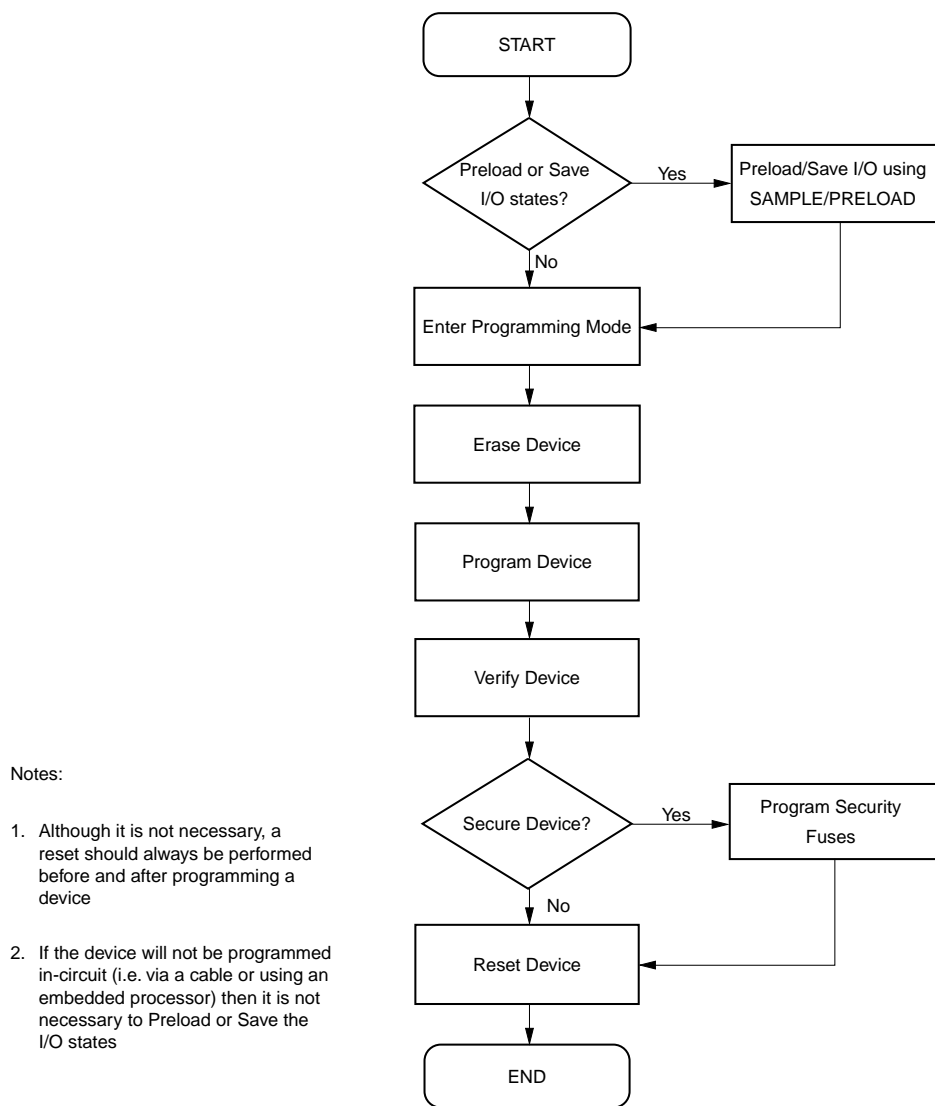 START
Preload or Save
I/O states?
Yes
Preload/Save I/O using
SAMPLE/PRELOAD
No
Enter Programming Mode
Erase Device
Program Device
Verify Device
Secure Device?
Yes
Program Security
Fuses
No
Reset Device
END
Notes:
1. Although it is not necessary, a
reset should always be performed
before and after programming a
device
2. If the device will not be programmed
in-circuit (i.e. via a cable or using an
embedded processor) then it is not
necessary to Preload or Save the
I/O states